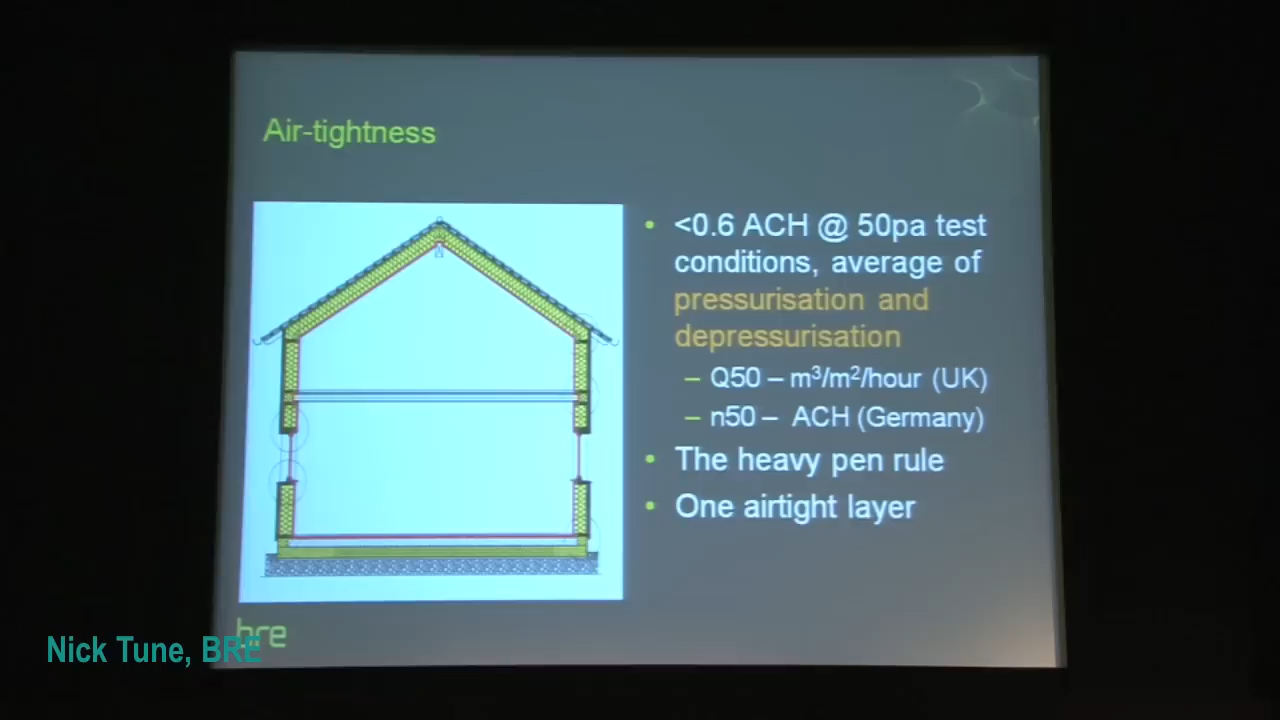 Air-tightness
• <0.6 ACH @ 50pa test
conditions, average of
pressurisation and
depressurisation
– Q50 – m³/m²/hour (UK)
– n50 – ACH (Germany)
• The heavy pen rule
• One airtight layer
bre
Nick Tune, BRE